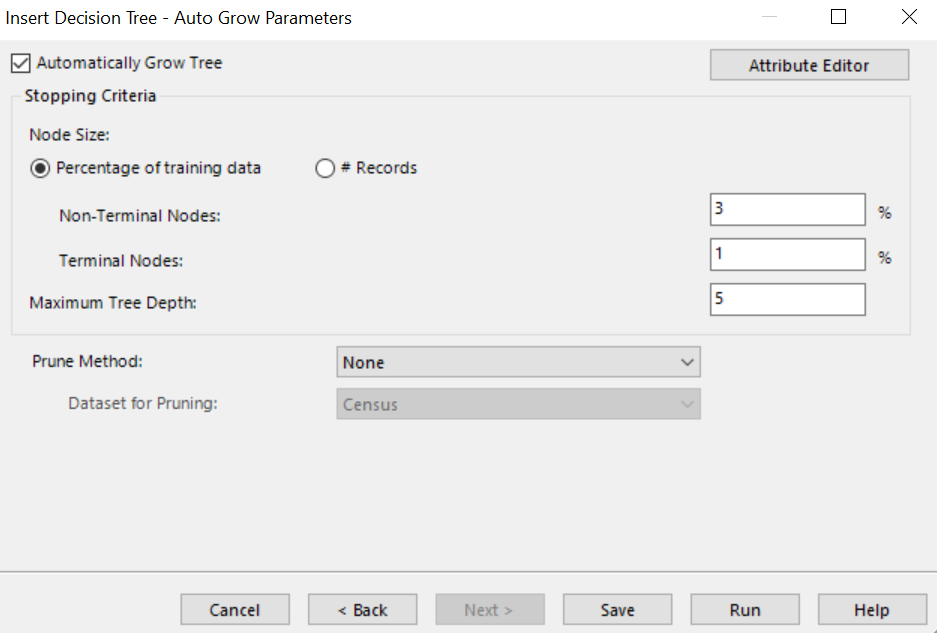 Insert Decision Tree - Auto Grow Parameters
Automatically Grow Tree
Attribute Editor
Stopping Criteria
Node Size:
Percentage of training data
# Records
Non-Terminal Nodes:
3
%
Terminal Nodes:
1
%
Maximum Tree Depth:
5
Prune Method:
None
Dataset for Pruning:
Census
Cancel
< Back
Next >
Save
Run
Help